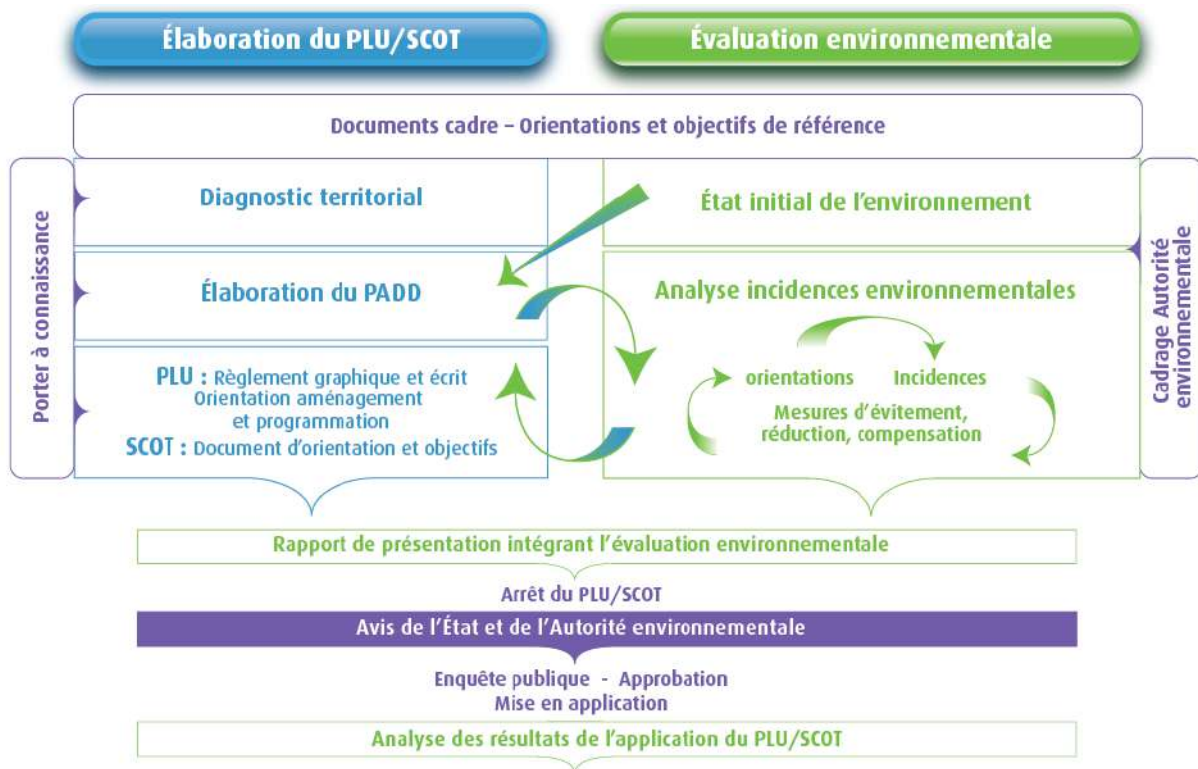 Élaboration du PLU/SCOT
Évaluation environnementale
Documents cadre – Orientations et objectifs de référence
Porter à connaissance
Diagnostic territorial
État initial de l'environnement
Cadrage Autorité
environnementale
Élaboration du PADD
Analyse incidences environnementales
PLU : Règlement graphique et écrit
Orientation aménagement
et programmation
SCOT : Document d'orientation et objectifs
orientations
Incidences
Mesures d'évitement,
réduction, compensation
Rapport de présentation intégrant l'évaluation environnementale
Arrêt du PLU/SCOT
Avis de l'État et de l'Autorité environnementale
Enquête publique - Approbation
Mise en application
Analyse des résultats de l'application du PLU/SCOT